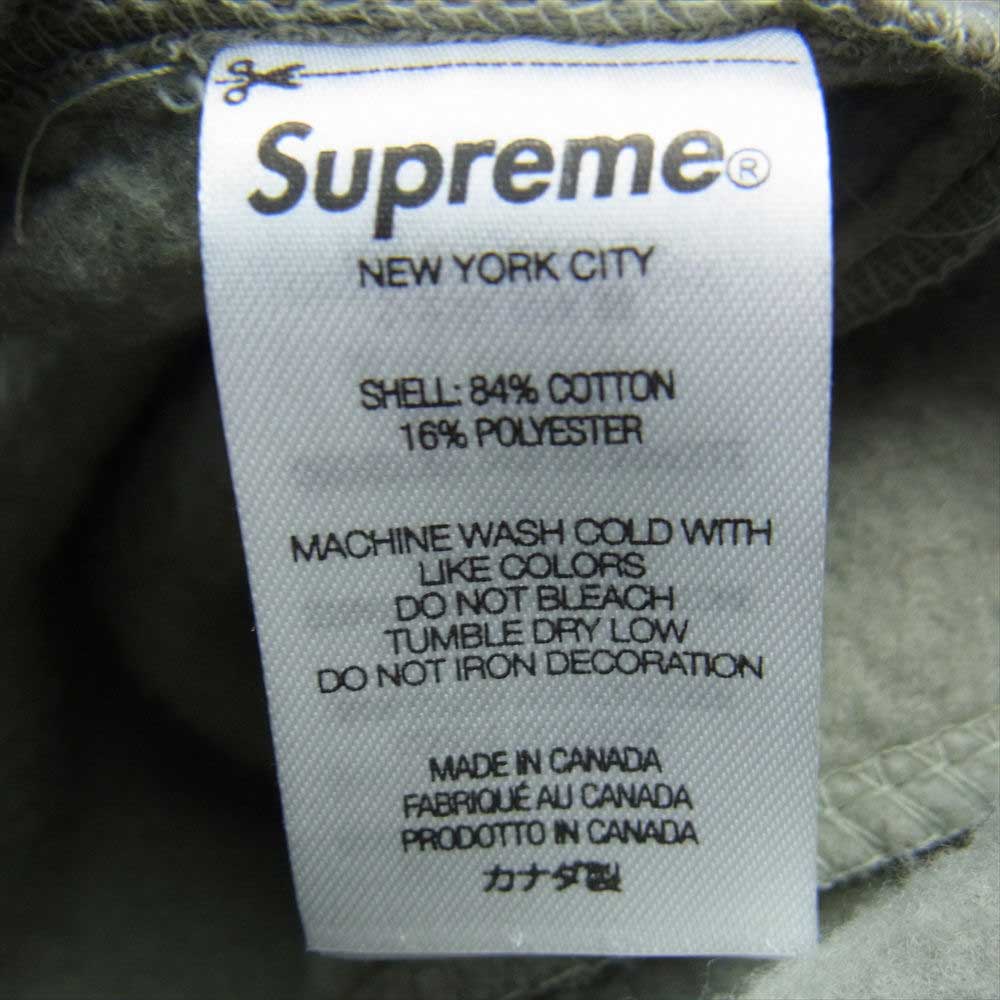 Supreme®
NEW YORK CITY
SHELL: 84% COTTON
16% POLYESTER
MACHINE WASH COLD WITH
LIKE COLORS
DO NOT BLEACH
TUMBLE DRY LOW
DO NOT IRON DECORATION
MADE IN CANADA
FABRIQUÉ AU CANADA
PRODOTTO IN CANADA
カナダ製